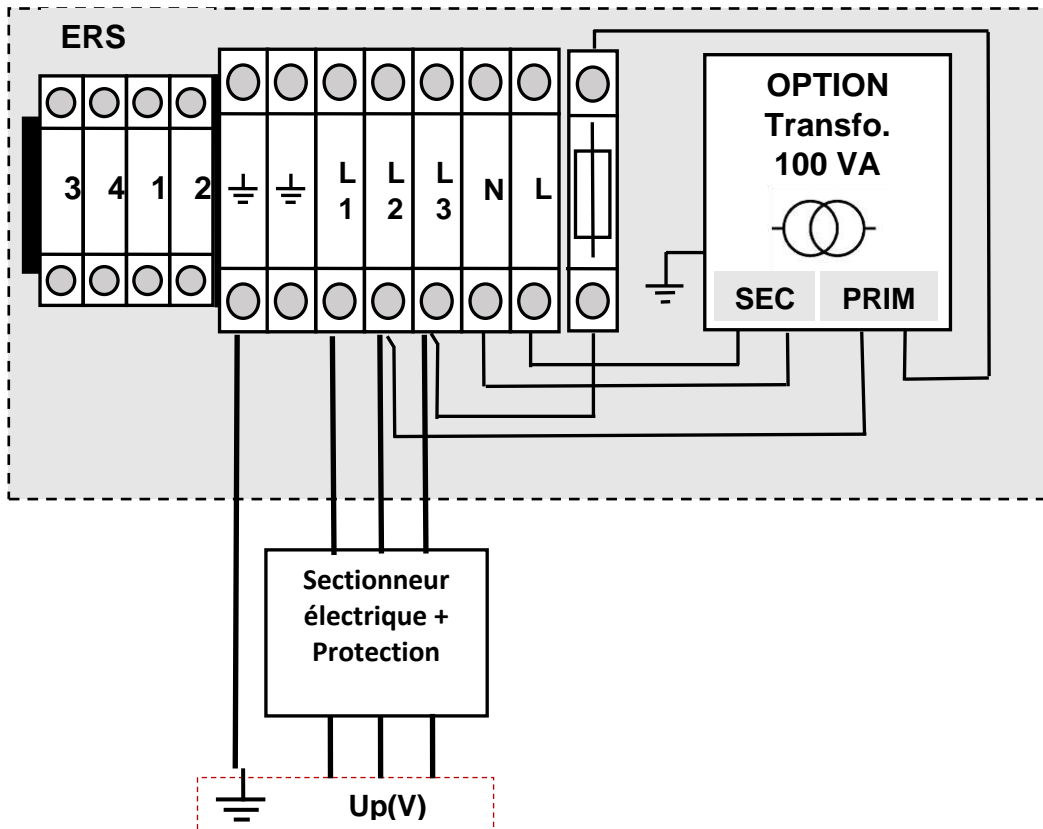 ERS
3 4 1 2
L
1
L
2
L
3
N
L
OPTION
Transfo.
100 VA
SEC PRIM
Sectionneur
électrique +
Protection
Up(V)